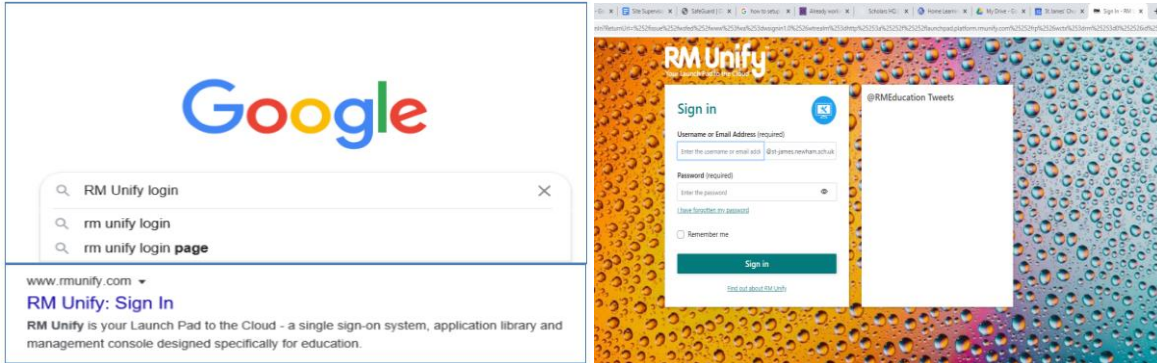 Google
RM Unify login
rm unify login
rm unify login page
www.rmunify.com
RM Unify: Sign In
RM Unify is your Launch Pad to the Cloud - a single sign-on system, application library and
management console designed specifically for education.
Site Supervis
SafeGuard
how to setup
Already work
Scholars HQ
Home Learni
My Drive - G
St James' Ch
Sign In - RM
RM Unify
Your Launch Pad to the Cloud
Sign in
Username or Email Address (required)
Enter the username or email addr
@st-james.newham.sch.uk
Password (required)
Enter the password
I have forgotten my password
Remember me
Sign in
Find out about RM Unify
@RMEducation Tweets